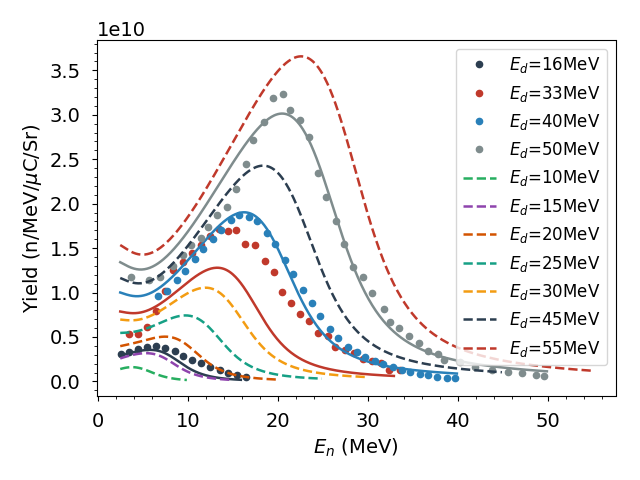 1e10
Yield (n/MeV/μC/Sr)
3.5
3.0
2.5
2.0
1.5
1.0
0.5
0.0
0 10 20 30 40 50
E_n (MeV)
E_d=16MeV
E_d=33MeV
E_d=40MeV
E_d=50MeV
E_d=10MeV
E_d=15MeV
E_d=20MeV
E_d=25MeV
E_d=30MeV
E_d=45MeV
E_d=55MeV